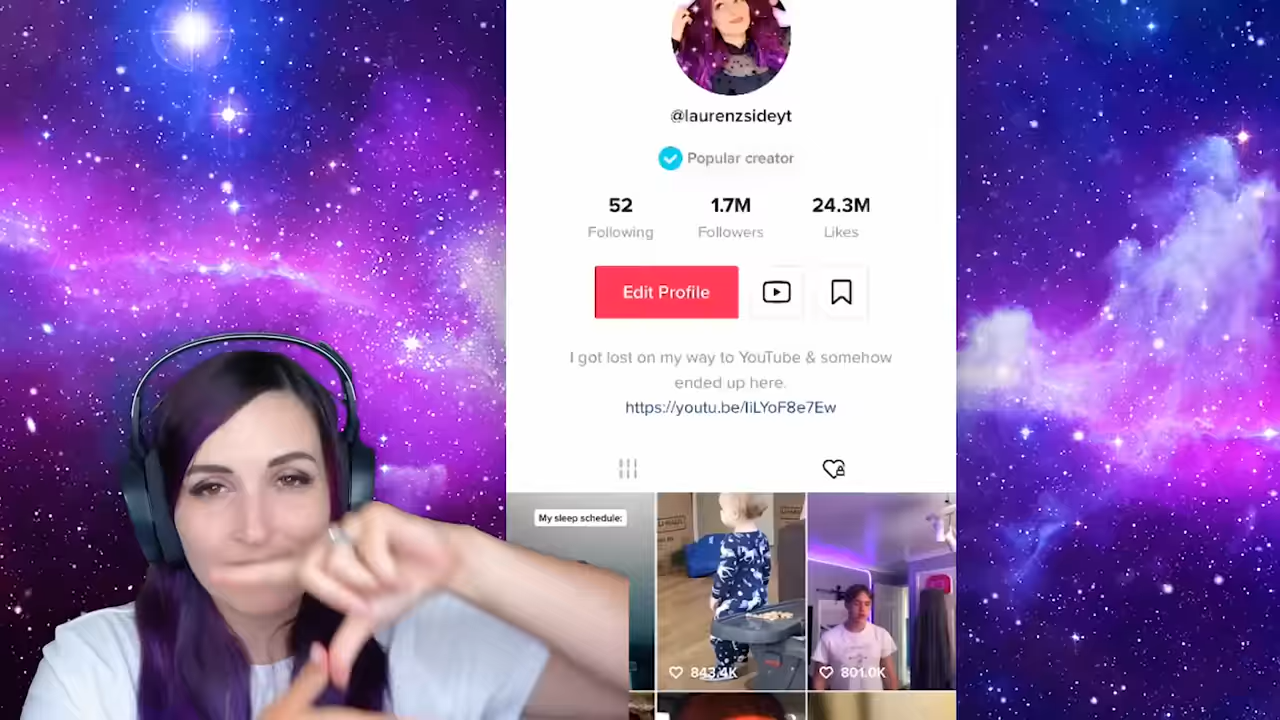 @laurenzsideyt
Popular creator
52 1.7M 24.3M
Following Followers Likes
Edit Profile
I got lost on my way to YouTube & somehow
ended up here.
https://youtu.be/IiLYoF8e7Ew
My sleep schedule:
843.4K 801.0K